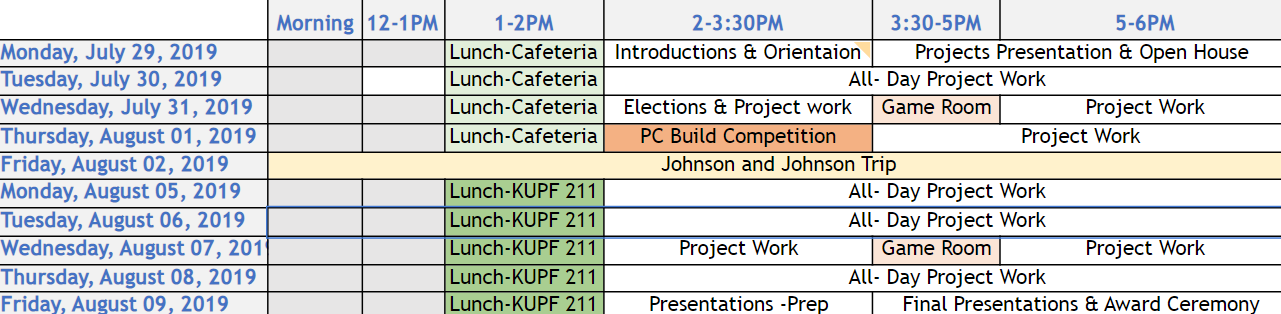 Morning 12-1PM 1-2PM 2-3:30PM 3:30-5PM 5-6PM
Monday, July 29, 2019 Lunch-Cafeteria Introductions & Orientaion Projects Presentation & Open House
Tuesday, July 30, 2019 Lunch-Cafeteria All- Day Project Work
Wednesday, July 31, 2019 Lunch-Cafeteria Elections & Project work Game Room Project Work
Thursday, August 01, 2019 Lunch-Cafeteria PC Build Competition Project Work
Friday, August 02, 2019 Johnson and Johnson Trip
Monday, August 05, 2019 Lunch-KUPF 211 All- Day Project Work
Tuesday, August 06, 2019 Lunch-KUPF 211 All- Day Project Work
Wednesday, August 07, 201 Lunch-KUPF 211 Project Work Game Room Project Work
Thursday, August 08, 2019 Lunch-KUPF 211 All- Day Project Work
Friday, August 09, 2019 Lunch-KUPF 211 Presentations -Prep Final Presentations & Award Ceremony